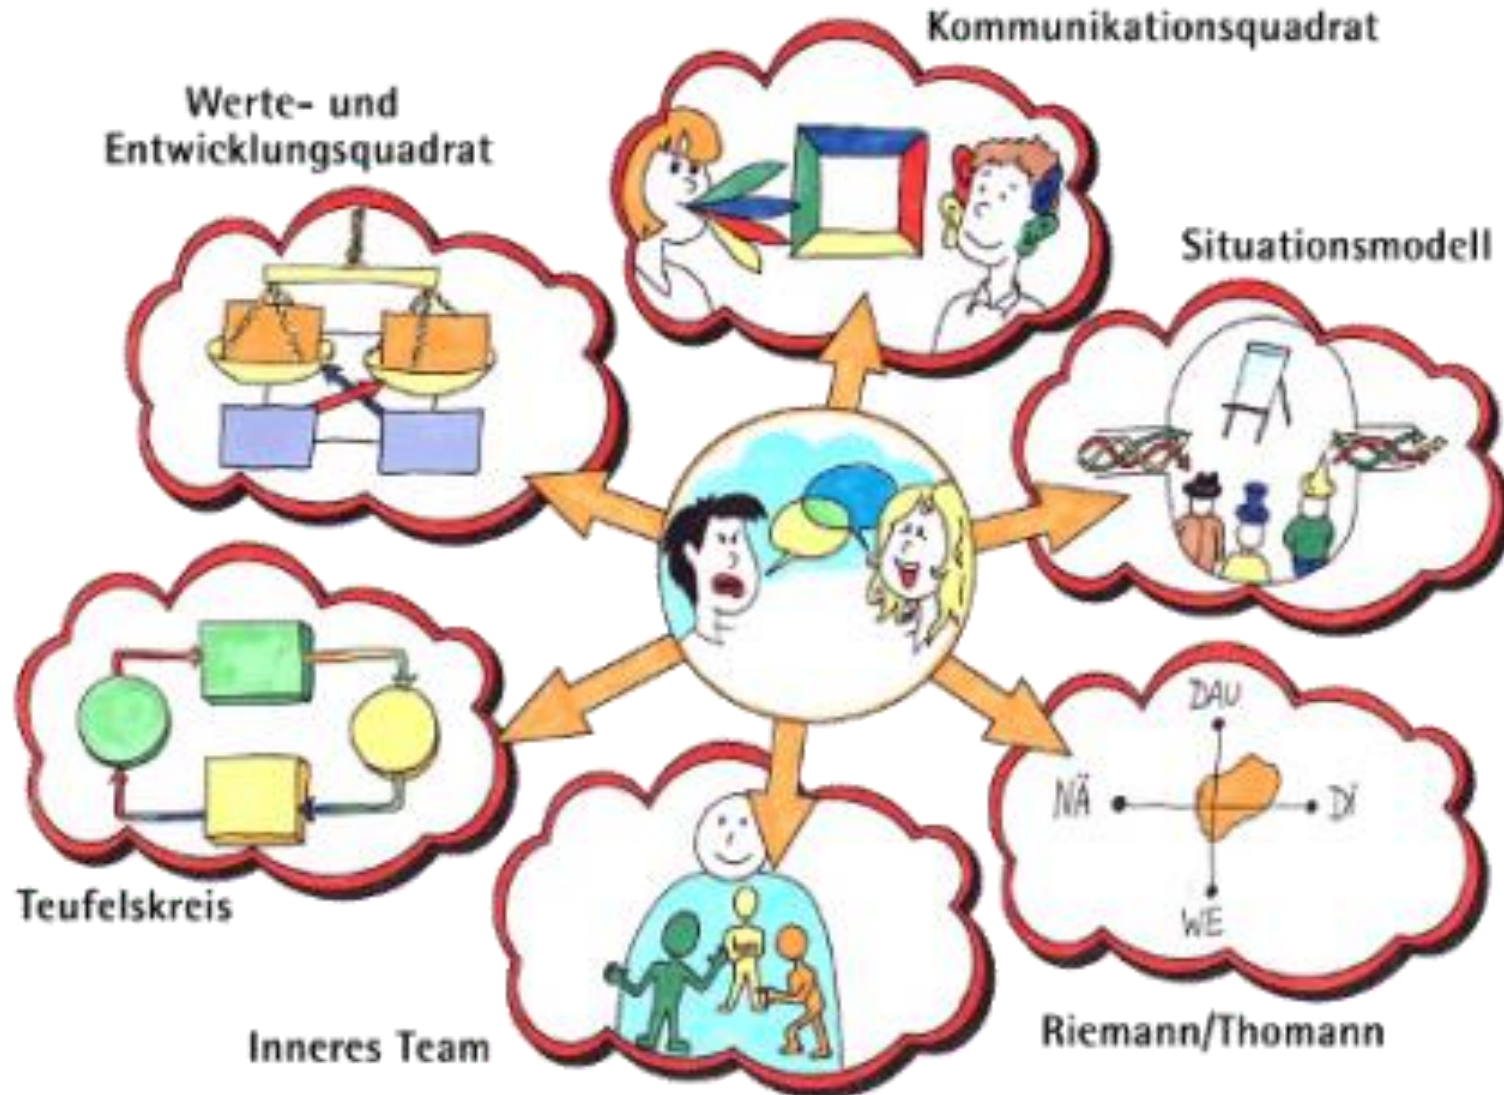 Kommunikationsquadrat
Werte- und
Entwicklungsquadrat
Situationsmodell
DAU
NÄ
DI
WE
Teufelskreis
Inneres Team
Riemann/Thomann